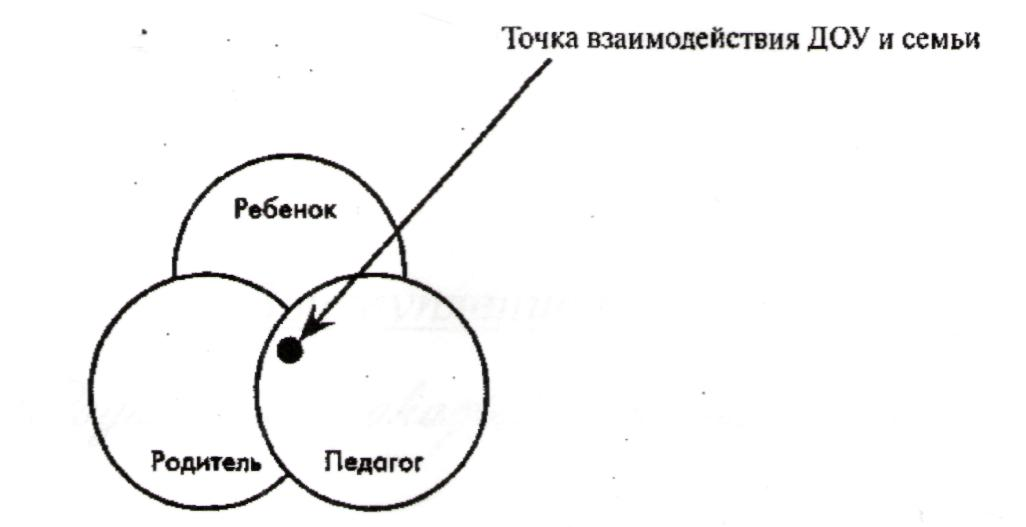 Точка взаимодействия ДОУ и семьи
Ребенок
Родитель
Педагог